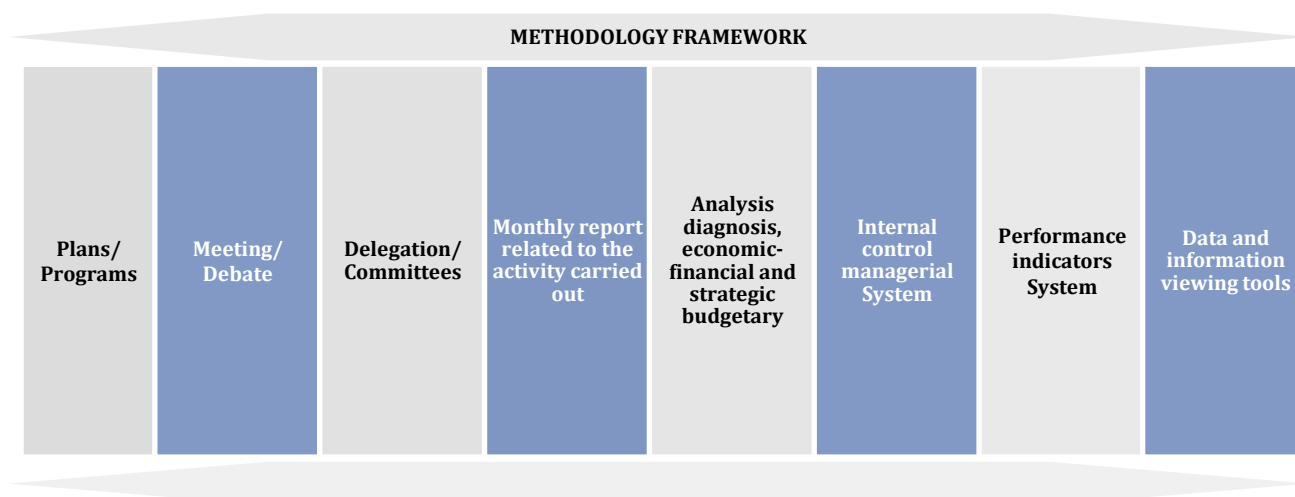 METHODOLOGY FRAMEWORK
Plans/
Programs
Meeting/
Debate
Delegation/
Committees
Monthly report
related to the
activity carried
out
Analysis
diagnosis,
economic-
financial and
strategic
budgetary
Internal
control
managerial
System
Performance
indicators
System
Data and
information
viewing tools